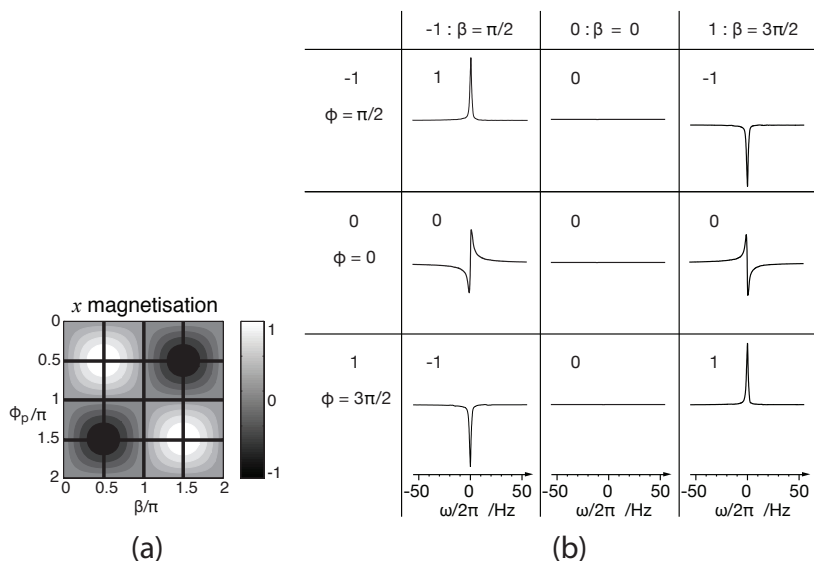 x magnetisation
0
0.5
1
1.5
2
Φp/π
0 0.5 1 1.5 2
β/π
1
0
-1
(a)
-1 : β = π/2 0 : β = 0 1 : β = 3π/2
-1 1 0 -1
Φ = π/2
0 0 0 0
Φ = 0
1 -1 0 1
Φ = 3π/2
-50 0 50 -50 0 50 -50 0 50
ω/2π /Hz ω/2π /Hz ω/2π /Hz
(b)